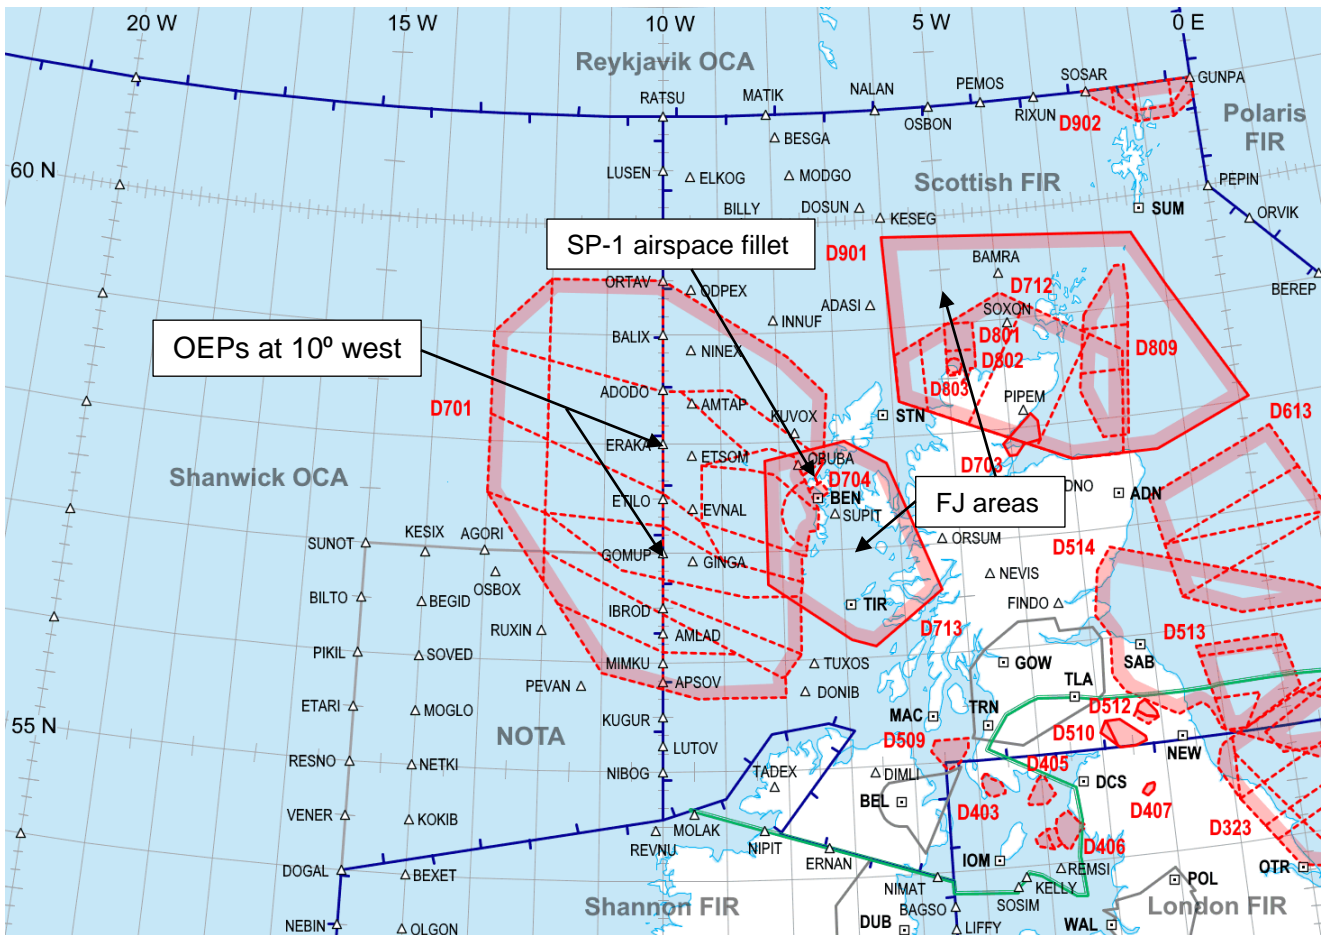 20 W
15 W
10 W
5 W
0 E
Reykjavik OCA
RATSU
MATIK
NALAN
OSBON
PEMOS
RIXUN
SOSAR
GUNPA
D902
Polaris
FIR
BESGA
60 N
LUSEN
ELKOG
MODGO
Scottish FIR
PEPIN
BILLY
DOSUN
KESEG
SUM
ORVIK
SP-1 airspace fillet
D901
BAMRA
BEREP
ORTAV
ODPEX
ADASI
D712
SOXON
INNUF
OEPs at 10º west
BALIX
NINEX
D801
D802
D809
D803
D701
ADODO
AMTAP
KUVOX
STN
PIPEM
D613
ERAKA
ETSOM
OBUBA
D703
Shanwick OCA
D704
BEN
FJ areas
DNO
ADN
ETILO
EVNAL
SUPIT
SUNOT
KESIX
AGORI
GOMUP
GINGA
ORSUM
D514
OSBOX
NEVIS
BILTO
BEGID
IBROD
TIR
FINDO
RUXIN
AMLAD
D713
D513
PIKIL
SOVED
MIMKU
TUXOS
GOW
SAB
PEVAN
APSOV
DONIB
TLA
ETARI
MOGLO
KUGUR
MAC
TRN
D512
55 N
NOTA
D510
NEW
LUTOV
D509
RESNO
NETKI
NIBOG
TADEX
DIMLI
D405
DCS
BEL
D403
D407
VENER
KOKIB
MOLAK
REVNU
NIPIT
ERNAN
D406
D323
IOM
REMSI
OTR
DOGAL
BEXET
NIMAT
KELLY
SOSIM
POL
Shannon FIR
BAGSO
London FIR
NEBIN
OLGON
DUB
LIFFY
WAL